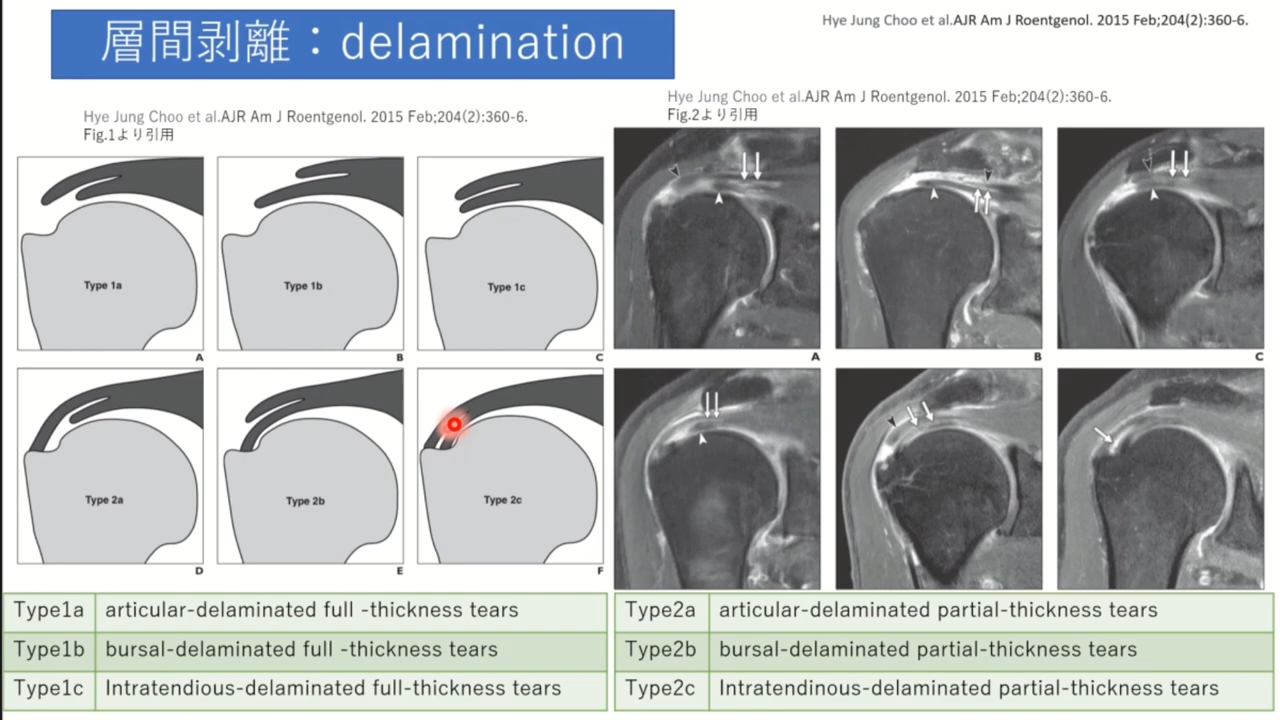 層間剥離：delamination
Hye Jung Choo et al.AJR Am J Roentgenol. 2015 Feb;204(2):360-6.
Hye Jung Choo et al.AJR Am J Roentgenol. 2015 Feb;204(2):360-6.
Fig.1より引用
Hye Jung Choo et al.AJR Am J Roentgenol. 2015 Feb;204(2):360-6.
Fig.2より引用
Type 1a
Type 1b
Type 1c
A
B
C
A
B
C
Type 2a
Type 2b
Type 2c
D
E
F
Type1a articular-delaminated full -thickness tears
Type1b bursal-delaminated full -thickness tears
Type1c Intratendious-delaminated full-thickness tears
Type2a articular-delaminated partial-thickness tears
Type2b bursal-delaminated partial-thickness tears
Type2c Intratendinous-delaminated partial-thickness tears